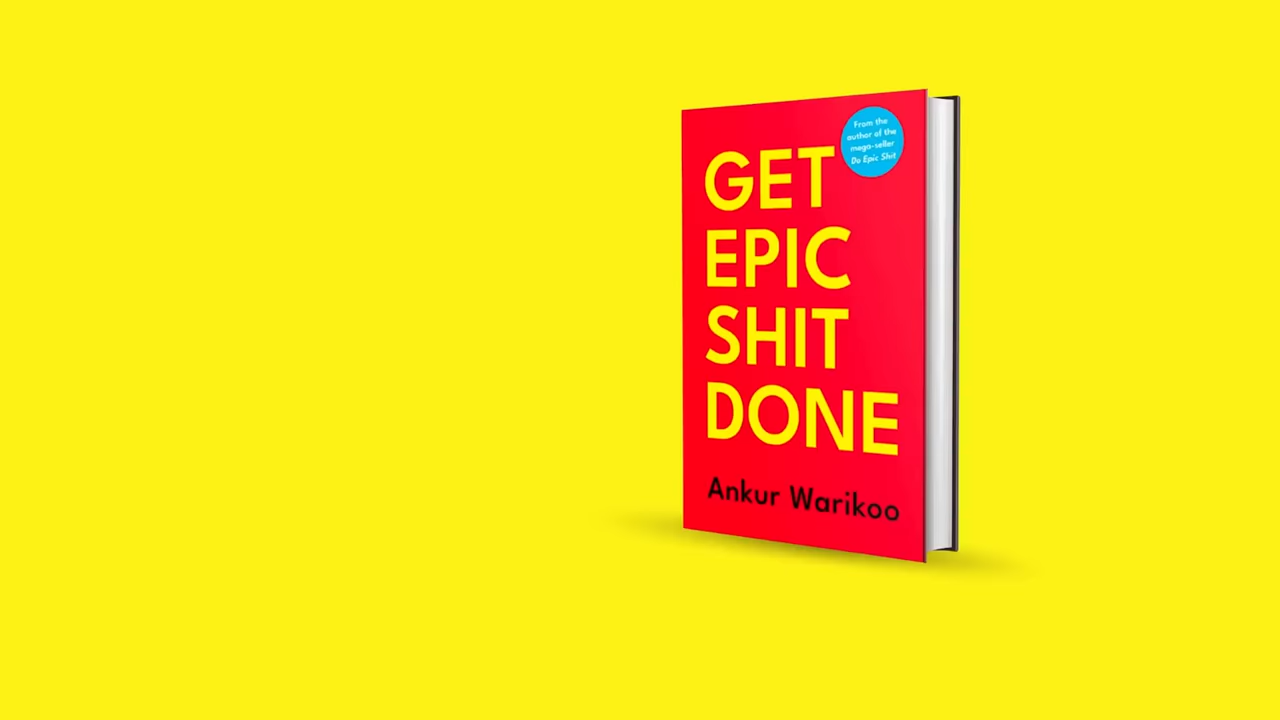 From the
author of the
mega-seller
Do Epic Shit
GET
EPIC
SHIT
DONE
Ankur Warikoo